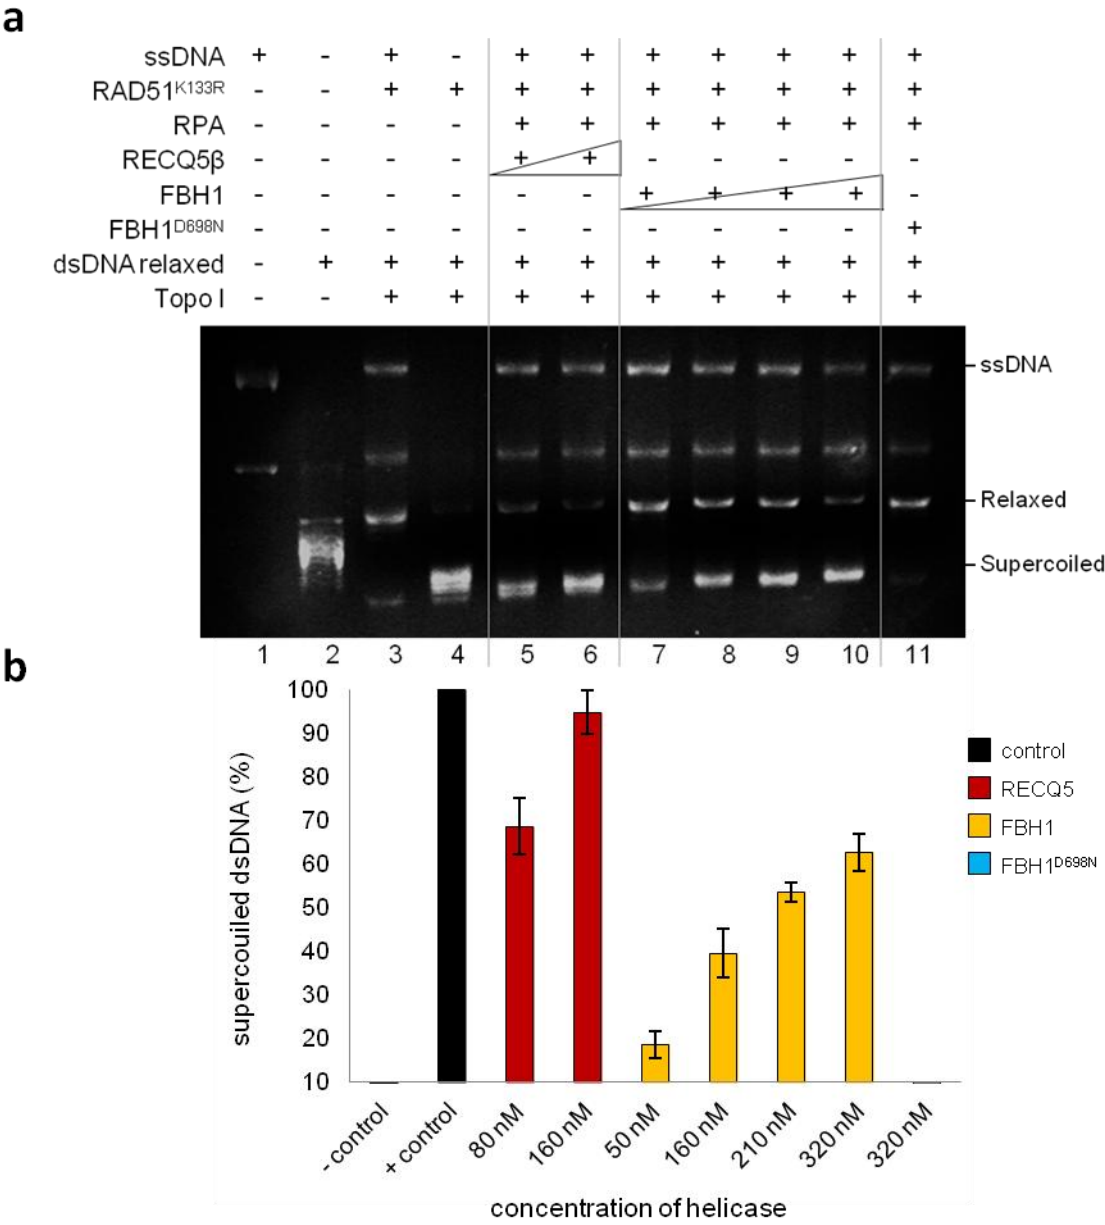 a
ssDNA + - + - + + + + + + +
RAD51K133R - - + + + + + + + + +
RPA - - - - + + + + + + +
RECQ5β - - - - + + - - - - -
FBH1 - - - - - - + + + + -
FBH1D698N - - - - - - - - - - +
dsDNA relaxed - + + + + + + + + + +
Topo I - - + + + + + + + + +
ssDNA
Relaxed
Supercoiled
1 2 3 4 5 6 7 8 9 10 11
b
supercouiled dsDNA (%)
100
90
80
70
60
50
40
30
20
10
control
RECQ5
FBH1
FBH1D698N
- control + control 80 nM 160 nM 50 nM 160 nM 210 nM 320 nM 320 nM
concentration of helicase